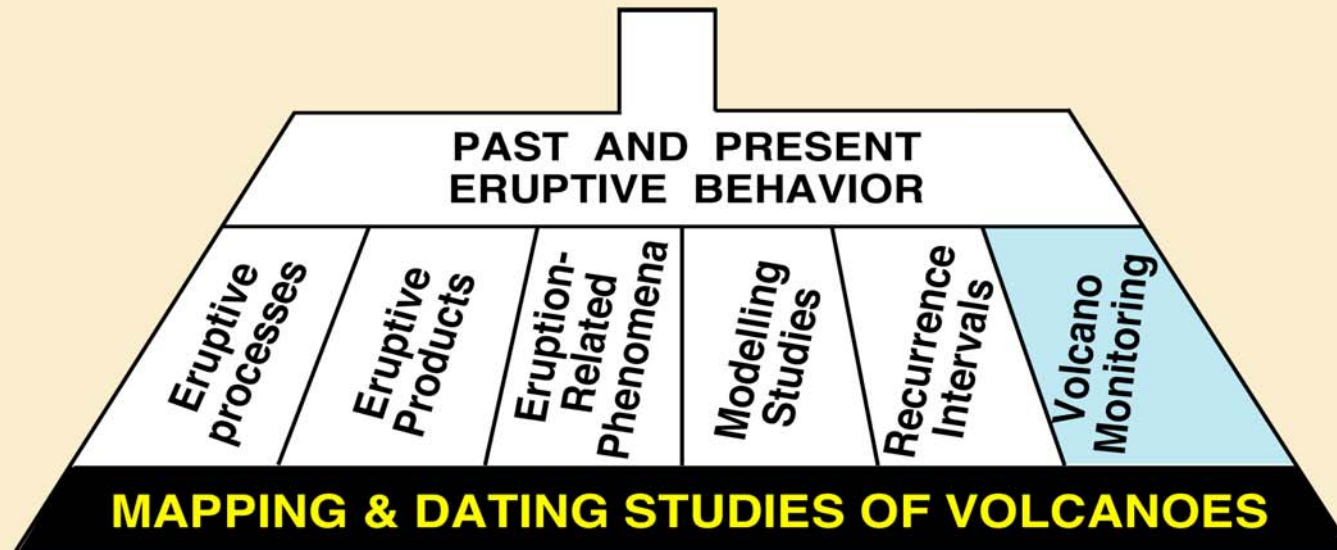 PAST AND PRESENT
ERUPTIVE BEHAVIOR
Eruptive
processes
Eruptive
Products
Eruption-
Related
Phenomena
Modelling
Studies
Recurrence
Intervals
Volcano
Monitoring
MAPPING & DATING STUDIES OF VOLCANOES